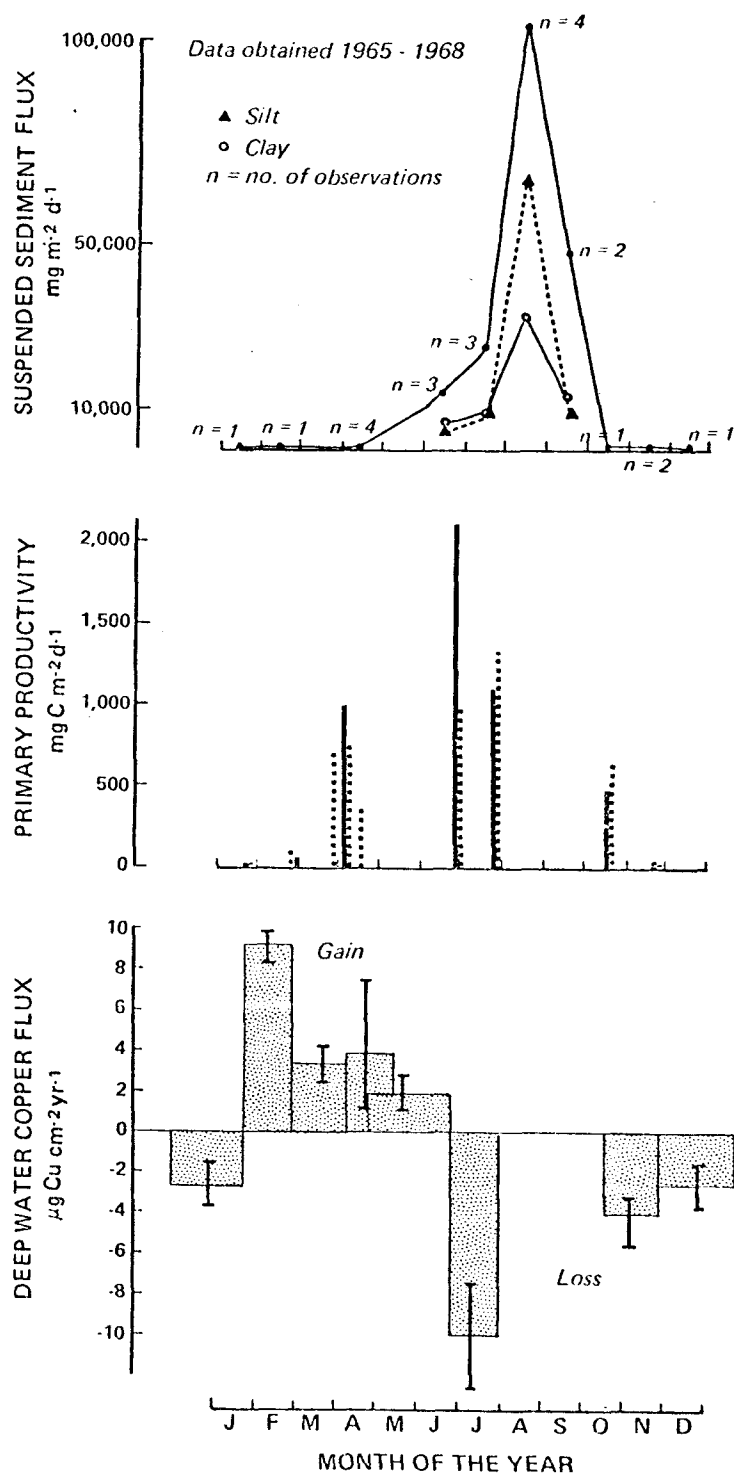 SUSPENDED SEDIMENT FLUX
mg m-2 d-1
100,000
50,000
10,000
Data obtained 1965 - 1968
▲ Silt
○ Clay
n = no. of observations
n = 4
n = 2
n = 3
n = 3
n = 1
n = 1
n = 4
n = 1
n = 2
n = 1
PRIMARY PRODUCTIVITY
mg C m-2 d-1
2,000
1,500
1,000
500
0
DEEP WATER COPPER FLUX
µg Cu cm-2 yr-1
10
8
6
4
2
0
-2
-4
-6
-8
-10
Gain
Loss
J F M A M J J A S O N D
MONTH OF THE YEAR